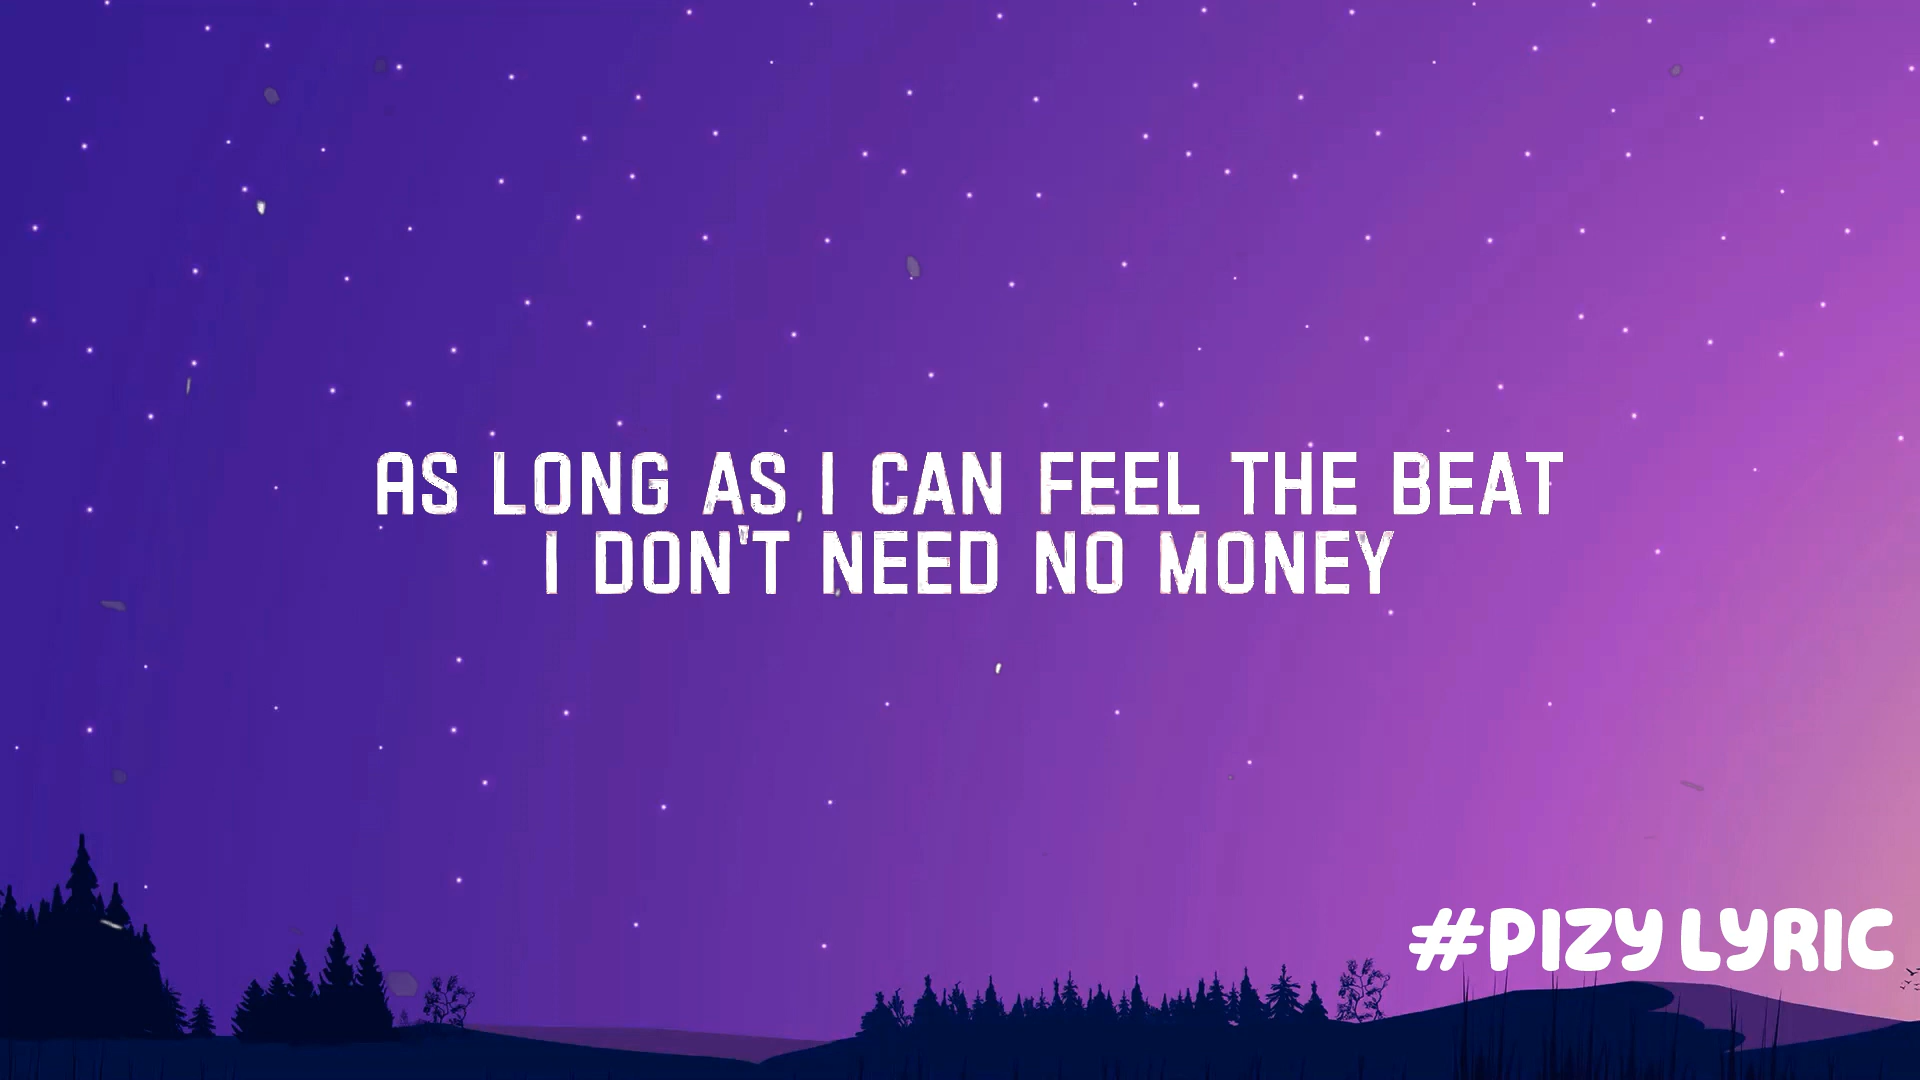 AS LONG AS I CAN FEEL THE BEAT
I DON'T NEED NO MONEY
#PIZY LYRIC